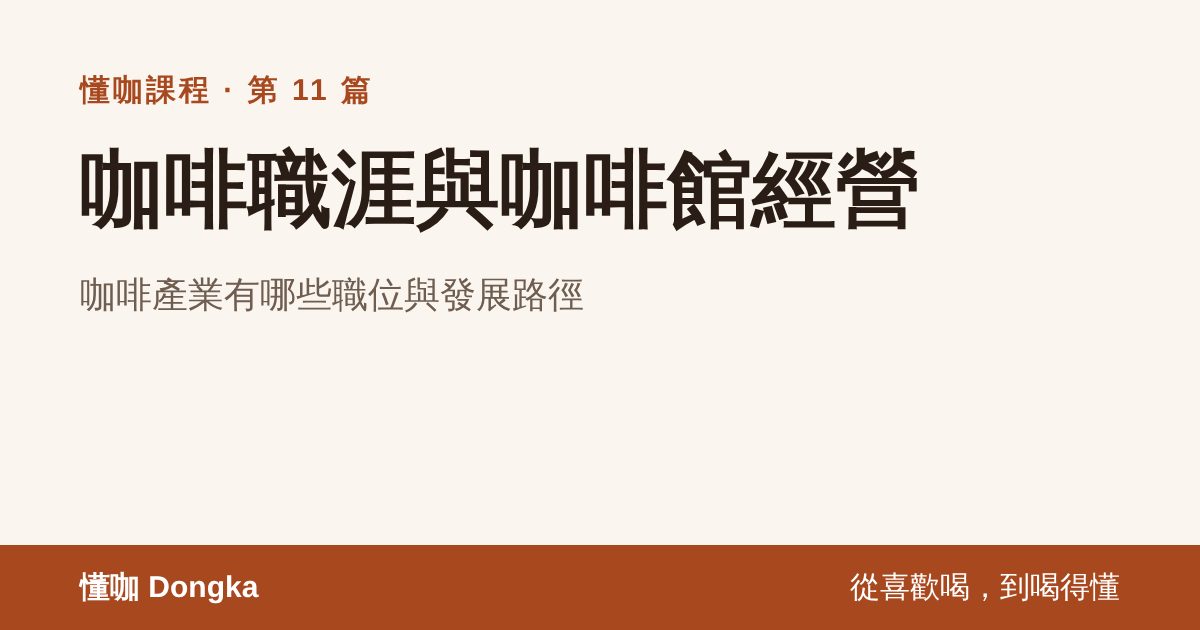 懂咖課程 · 第 11 篇
咖啡職涯與咖啡館經營
咖啡產業有哪些職位與發展路徑
懂咖 Dongka
從喜歡喝，到喝得懂